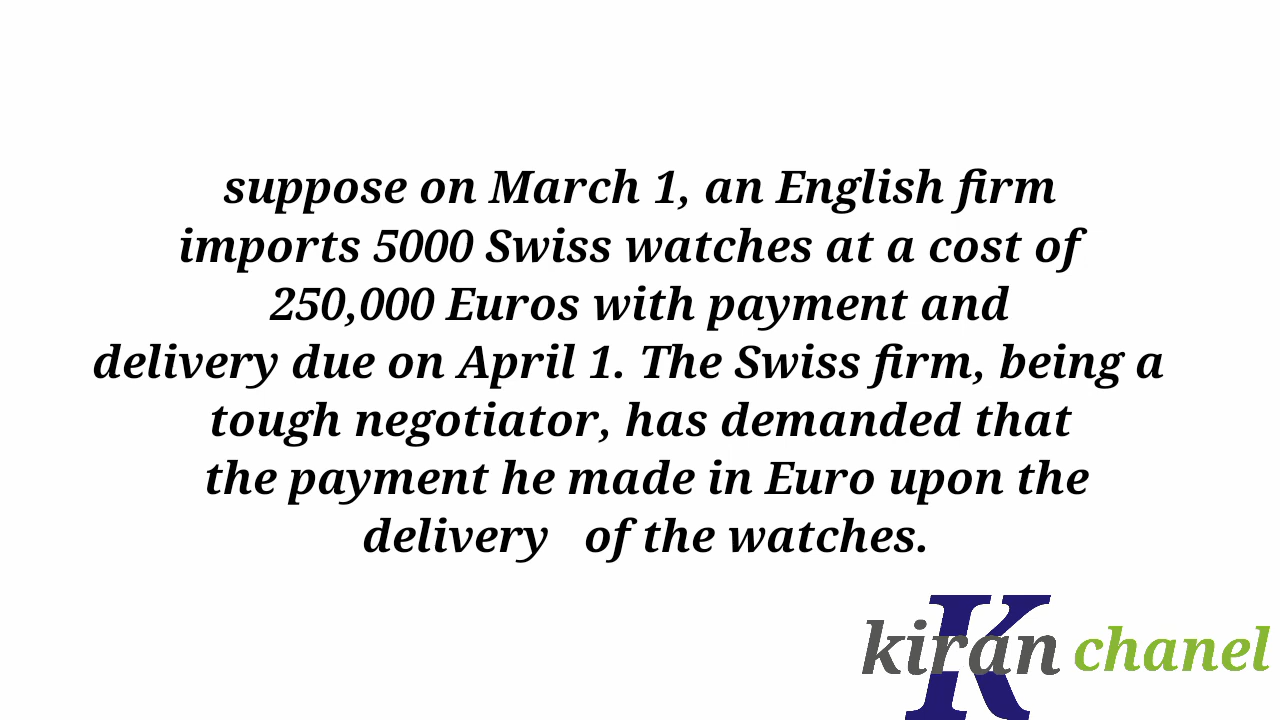 suppose on March 1, an English firm
imports 5000 Swiss watches at a cost of
250,000 Euros with payment and
delivery due on April 1. The Swiss firm, being a
tough negotiator, has demanded that
the payment he made in Euro upon the
delivery of the watches.
K
kiran chanel